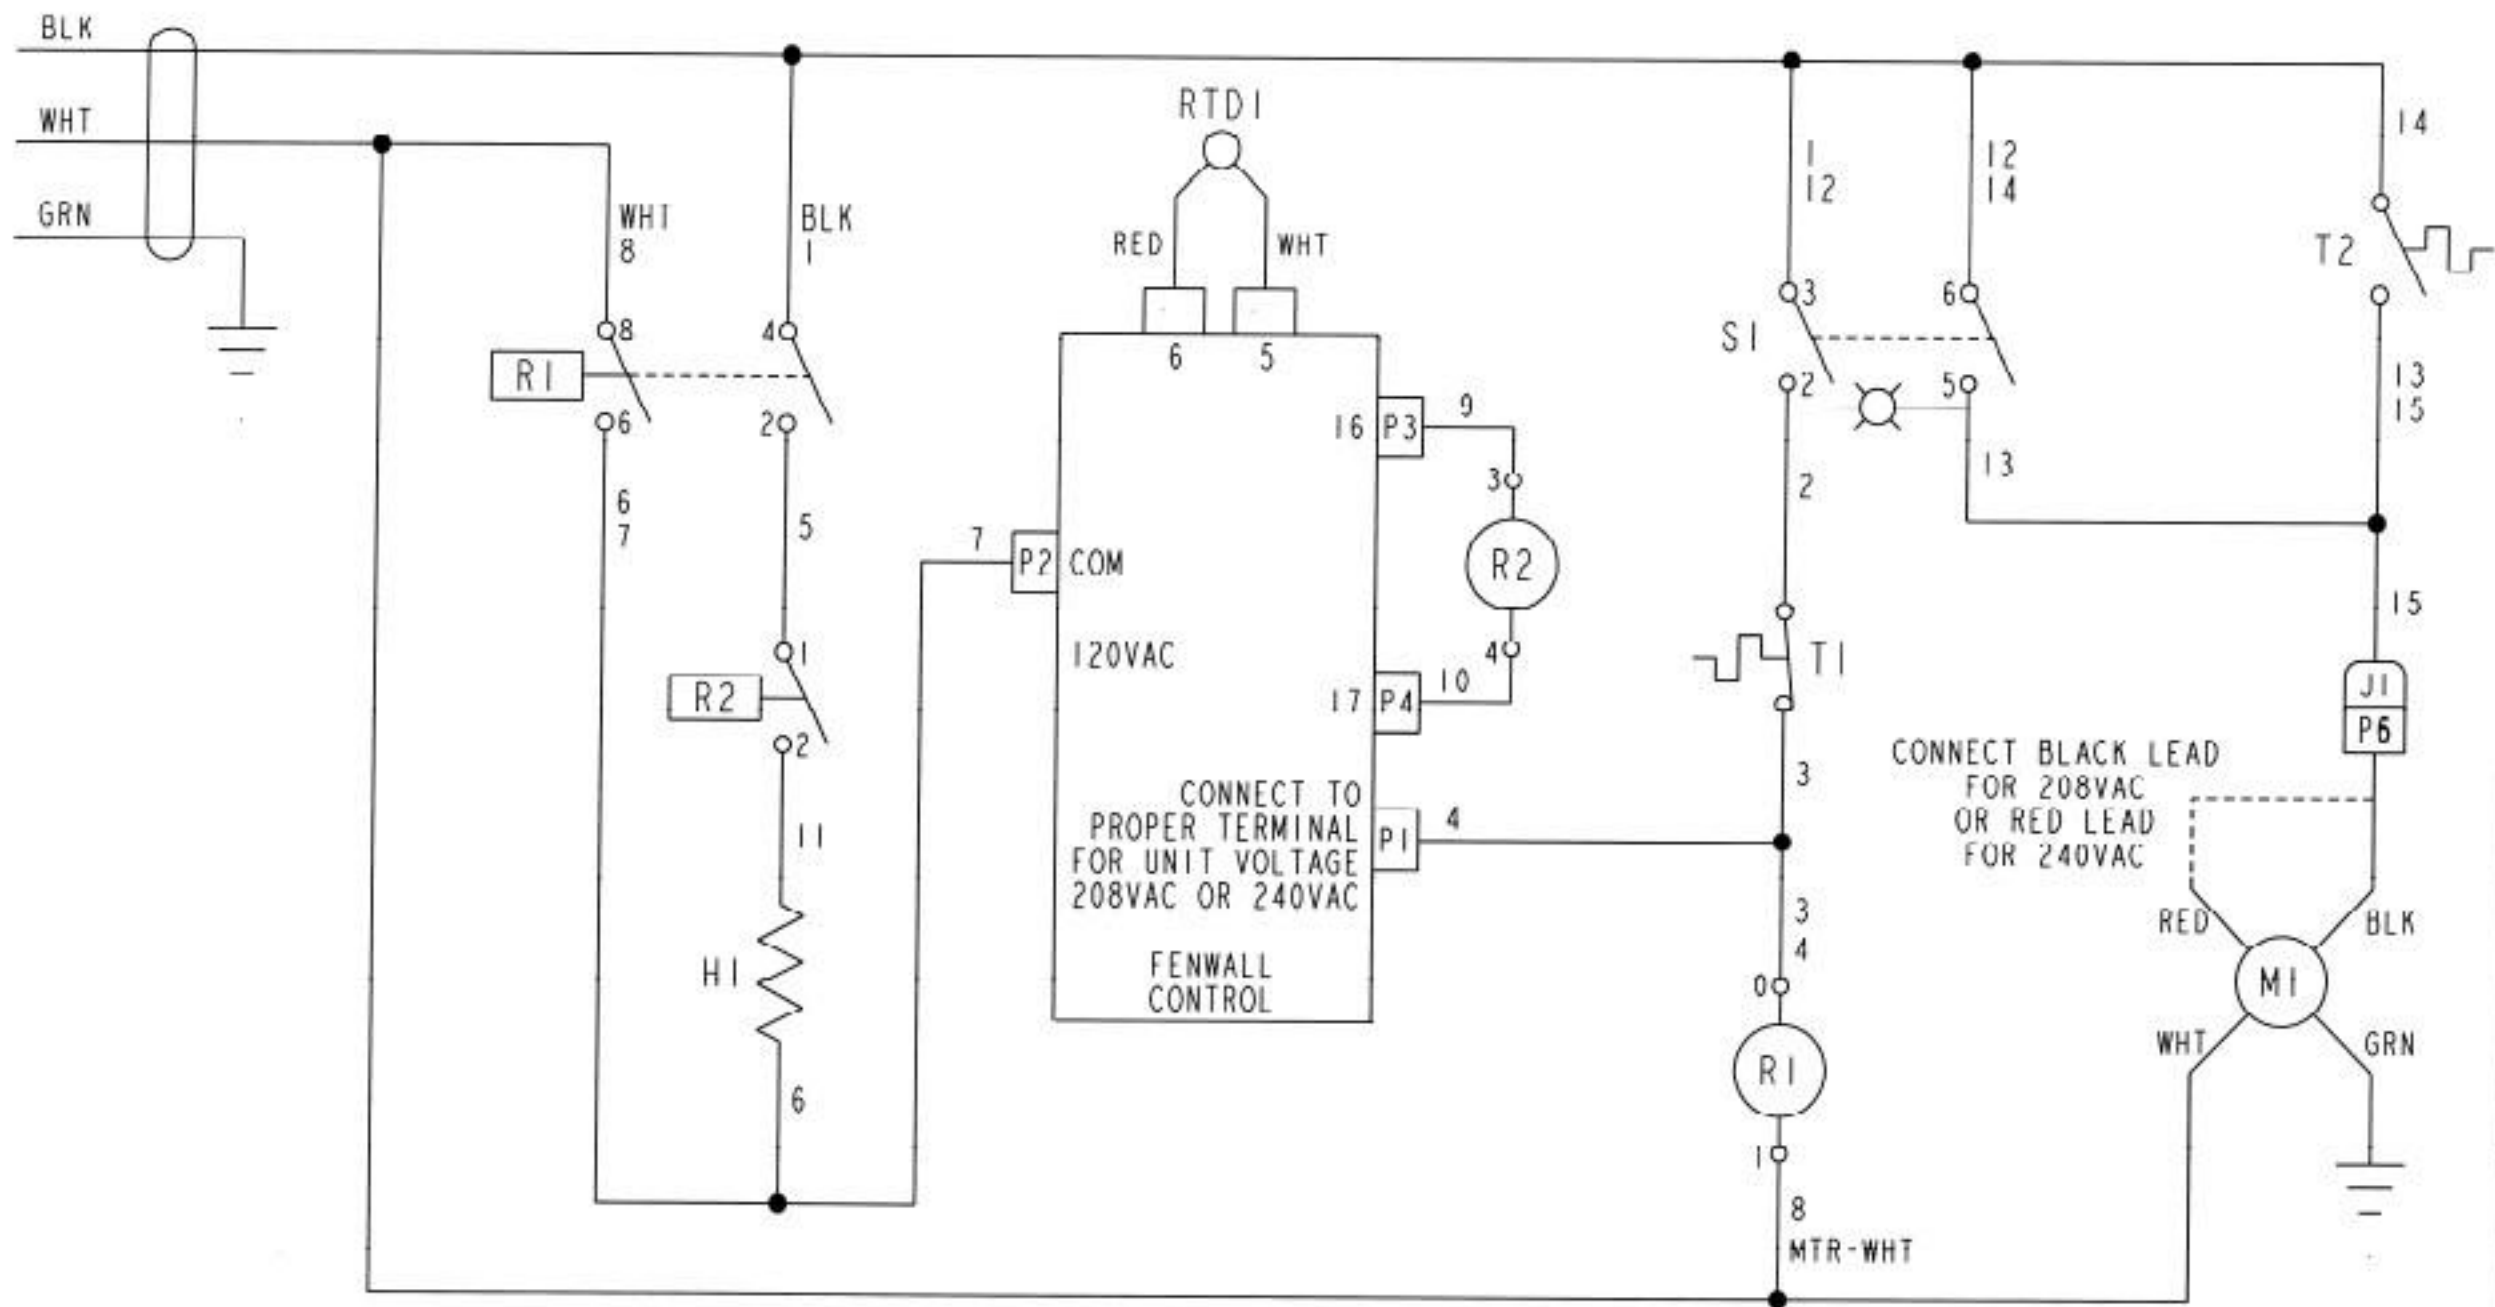 BLK
WHT
GRN
WHT
8
BLK
1
RTD1
RED
WHT
1
12
12
14
14
T2
8
4
R1
6
2
6
5
3
6
S1
2
5
16
P3
9
13
15
6
7
5
3
2
13
7
P2
COM
R2
1
120VAC
4
T1
15
R2
2
17
P4
10
J1
P6
3
CONNECT BLACK LEAD
FOR 208VAC
OR RED LEAD
FOR 240VAC
11
CONNECT TO
PROPER TERMINAL
FOR UNIT VOLTAGE
208VAC OR 240VAC
P1
4
3
4
RED
BLK
H1
FENWALL
CONTROL
0
M1
R1
WHT
GRN
6
1
8
MTR-WHT